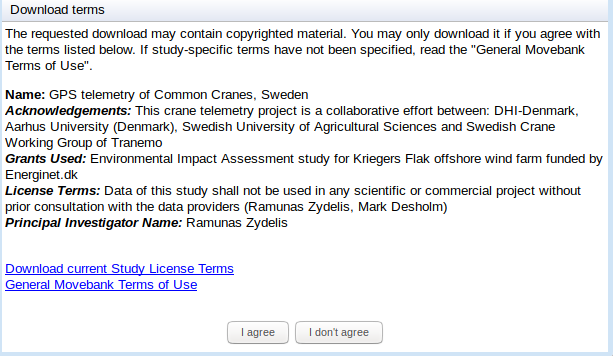 Download terms
The requested download may contain copyrighted material. You may only download it if you agree with
the terms listed below. If study-specific terms have not been specified, read the "General Movebank
Terms of Use".
Name: GPS telemetry of Common Cranes, Sweden
Acknowledgements: This crane telemetry project is a collaborative effort between: DHI-Denmark,
Aarhus University (Denmark), Swedish University of Agricultural Sciences and Swedish Crane
Working Group of Tranemo
Grants Used: Environmental Impact Assessment study for Kriegers Flak offshore wind farm funded by
Energinet.dk
License Terms: Data of this study shall not be used in any scientific or commercial project without
prior consultation with the data providers (Ramunas Zydelis, Mark Desholm)
Principal Investigator Name: Ramunas Zydelis
Download current Study License Terms
General Movebank Terms of Use
I agree I don't agree